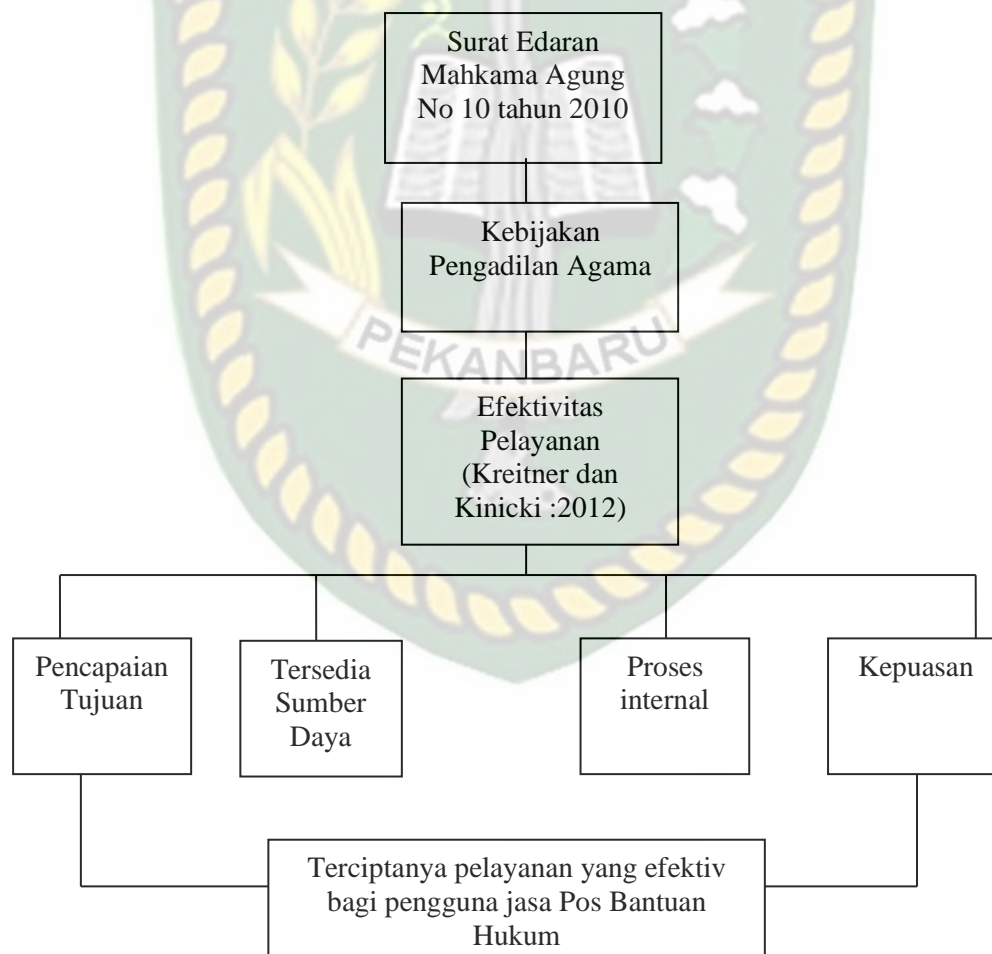 Surat Edaran
Mahkama Agung
No 10 tahun 2010
Kebijakan
Pengadilan Agama
PEKANBARU
Efektivitas
Pelayanan
(Kreitner dan
Kinicki :2012)
Pencapaian
Tujuan
Tersedia
Sumber
Daya
Proses
internal
Kepuasan
Terciptanya pelayanan yang efektiv
bagi pengguna jasa Pos Bantuan
Hukum